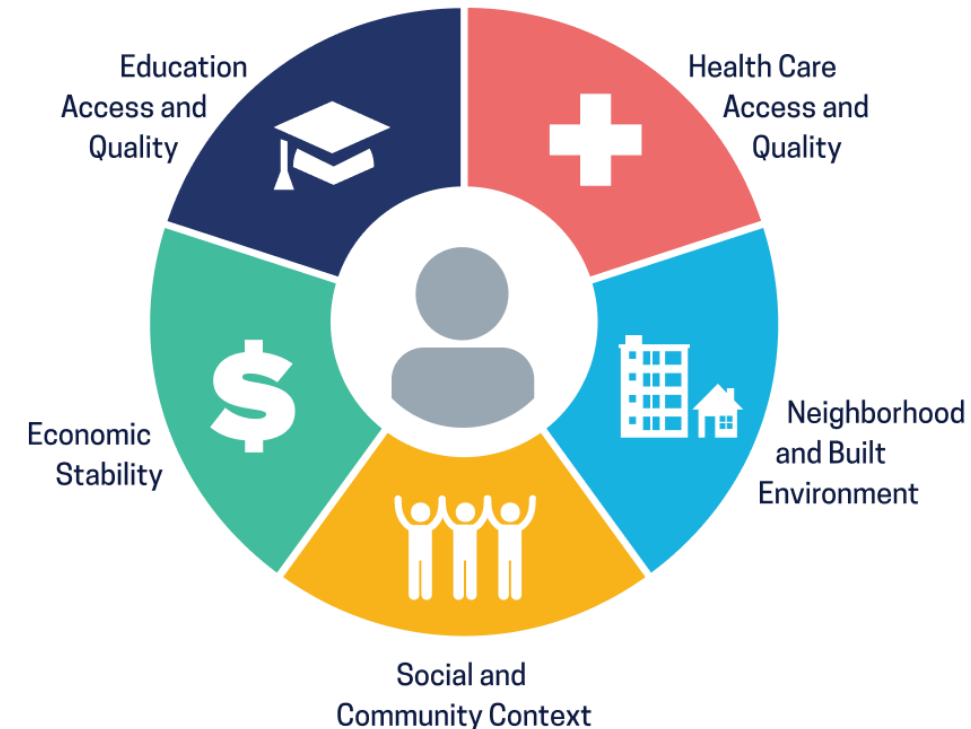 Education
Access and
Quality
Health Care
Access and
Quality
Economic
Stability
Neighborhood
and Built
Environment
Social and
Community Context